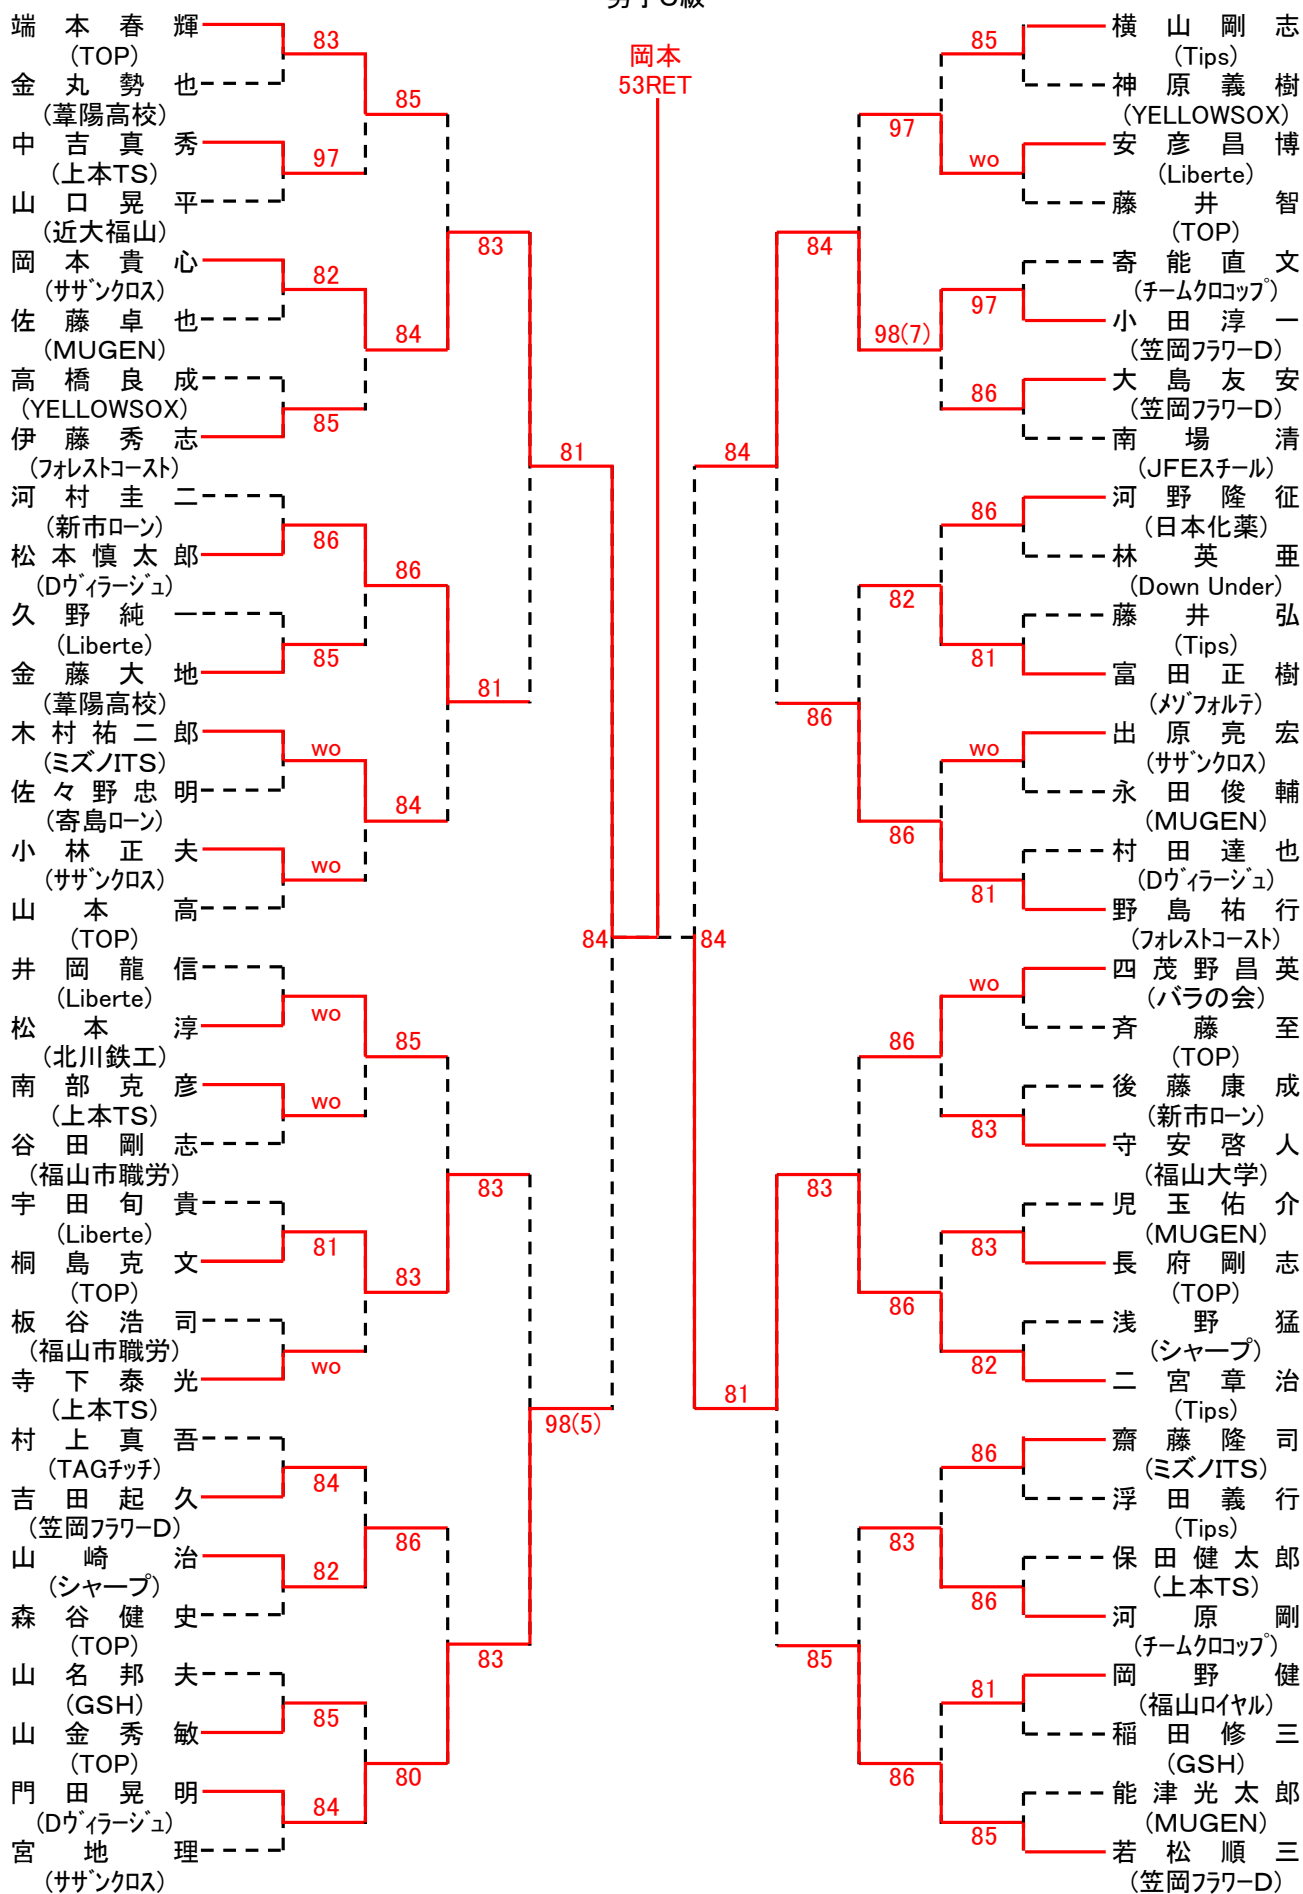 端本春輝
(TOP)
金丸勢也
(葦陽高校)
中吉真秀
(上本TS)
山口晃平
(近大福山)
岡本貴心
(サザンクロス)
佐藤卓也
(MUGEN)
高橋良成
(YELLOWSOX)
伊藤秀志
(フォレストコースト)
河村圭二
(新市ローン)
松本慎太郎
(Dヴィラージュ)
久野純一
(Liberte)
金藤大地
(葦陽高校)
木村祐二郎
(ミズノITS)
佐々野忠明
(寄島ローン)
小林正夫
(サザンクロス)
山本高
(TOP)
井岡龍信
(Liberte)
松本淳
(北川鉄工)
南部克彦
(上本TS)
谷田剛志
(福山市職労)
宇田旬貴
(Liberte)
桐島克文
(TOP)
板谷浩司
(福山市職労)
寺下泰光
(上本TS)
村上真吾
(TAGチッチ)
吉田起久
(笠岡フラワーD)
山崎治
(シャープ)
森谷健史
(TOP)
山名邦夫
(GSH)
山金秀敏
(TOP)
門田晃明
(Dヴィラージュ)
宮地理
(サザンクロス)
83
97
82
85
86
85
wo
wo
wo
wo
81
wo
84
82
85
84
85
84
86
84
85
83
86
80
83
81
83
83
81
98(5)
84
岡本
53RET
84
84
81
84
86
83
85
97
98(7)
82
86
86
86
83
86
85
wo
97
86
86
81
wo
81
wo
83
83
82
86
86
81
85
横山剛志
(Tips)
神原義樹
(YELLOWSOX)
安彦昌博
(Liberte)
藤井智
(TOP)
寄能直文
(チームクロコップ)
小田淳一
(笠岡フラワーD)
大島友安
(笠岡フラワーD)
南場清
(JFEスチール)
河野隆征
(日本化薬)
林英亜
(Down Under)
藤井弘
(Tips)
富田正樹
(メゾフォルテ)
出原亮宏
(サザンクロス)
永田俊輔
(MUGEN)
村田達也
(Dヴィラージュ)
野島祐行
(フォレストコースト)
四茂野昌英
(バラの会)
斉藤至
(TOP)
後藤康成
(新市ローン)
守安啓人
(福山大学)
児玉佑介
(MUGEN)
長府剛志
(TOP)
浅野猛
(シャープ)
二宮章治
(Tips)
齋藤隆司
(ミズノITS)
浮田義行
(Tips)
保田健太郎
(上本TS)
河原剛
(チームクロコップ)
岡野健
(福山ロイヤル)
稲田修三
(GSH)
能津光太郎
(MUGEN)
若松順三
(笠岡フラワーD)